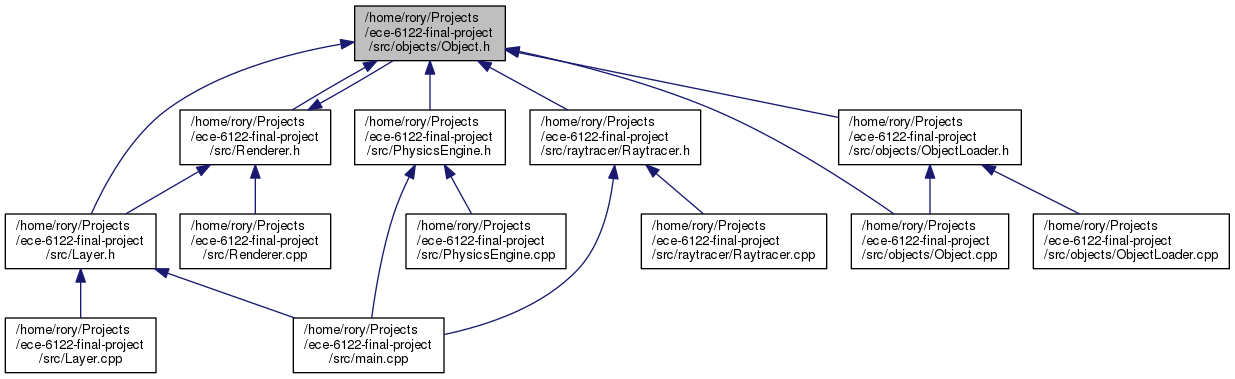 /home/rory/Projects
/ece-6122-final-project
/src/objects/Object.h
/home/rory/Projects
/ece-6122-final-project
/src/Renderer.h
/home/rory/Projects
/ece-6122-final-project
/src/PhysicsEngine.h
/home/rory/Projects
/ece-6122-final-project
/src/raytracer/Raytracer.h
/home/rory/Projects
/ece-6122-final-project
/src/objects/ObjectLoader.h
/home/rory/Projects
/ece-6122-final-project
/src/Layer.h
/home/rory/Projects
/ece-6122-final-project
/src/Renderer.cpp
/home/rory/Projects
/ece-6122-final-project
/src/PhysicsEngine.cpp
/home/rory/Projects
/ece-6122-final-project
/src/raytracer/Raytracer.cpp
/home/rory/Projects
/ece-6122-final-project
/src/objects/Object.cpp
/home/rory/Projects
/ece-6122-final-project
/src/objects/ObjectLoader.cpp
/home/rory/Projects
/ece-6122-final-project
/src/Layer.cpp
/home/rory/Projects
/ece-6122-final-project
/src/main.cpp